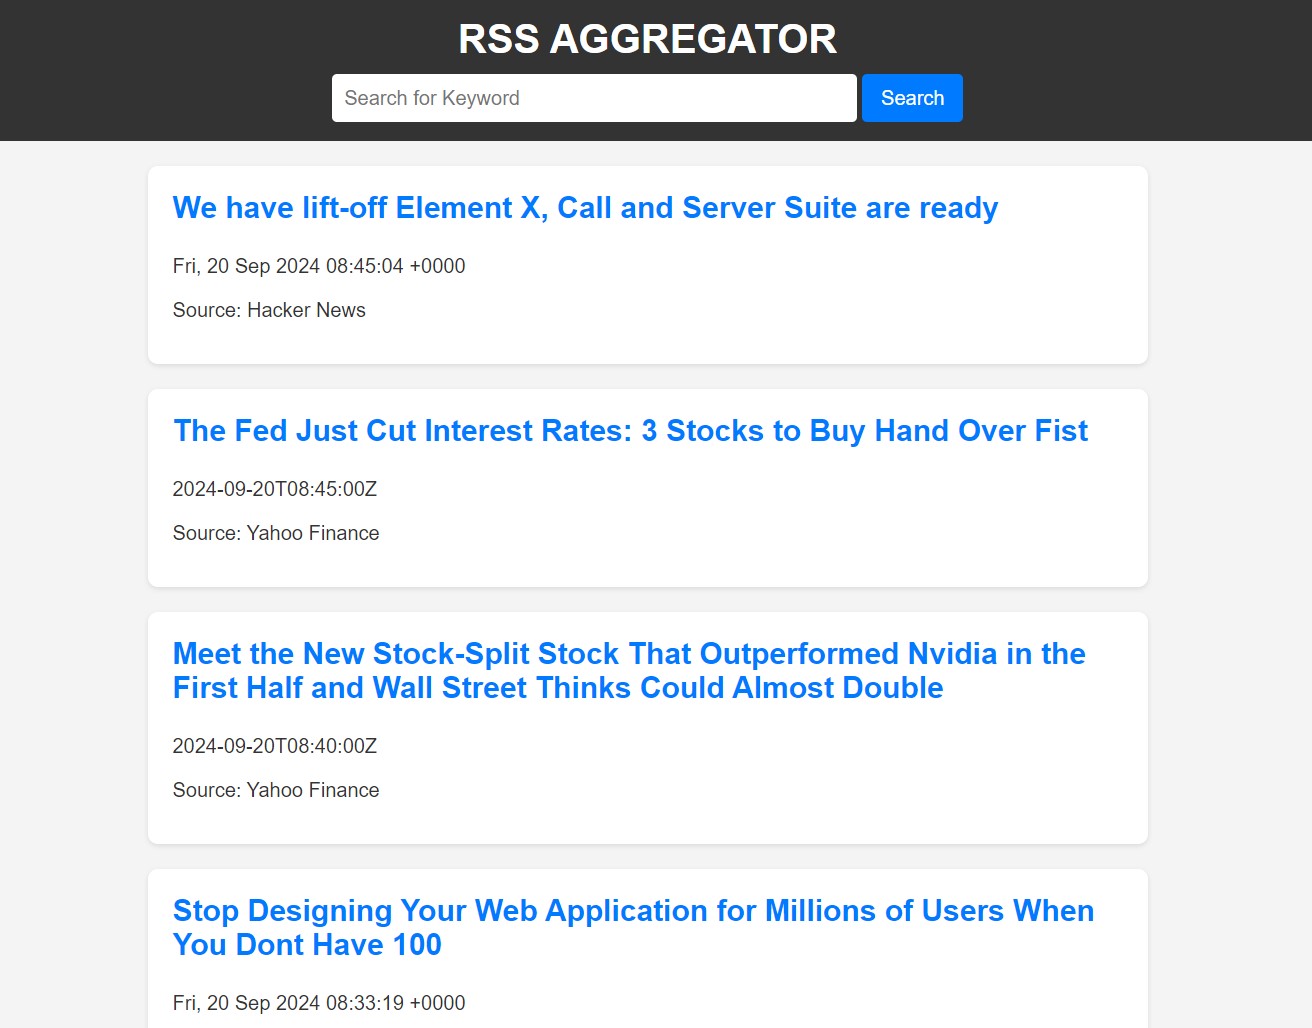 RSS AGGREGATOR
Search for Keyword
Search
We have lift-off Element X, Call and Server Suite are ready
Fri, 20 Sep 2024 08:45:04 +0000
Source: Hacker News
The Fed Just Cut Interest Rates: 3 Stocks to Buy Hand Over Fist
2024-09-20T08:45:00Z
Source: Yahoo Finance
Meet the New Stock-Split Stock That Outperformed Nvidia in the
First Half and Wall Street Thinks Could Almost Double
2024-09-20T08:40:00Z
Source: Yahoo Finance
Stop Designing Your Web Application for Millions of Users When
You Dont Have 100
Fri, 20 Sep 2024 08:33:19 +0000